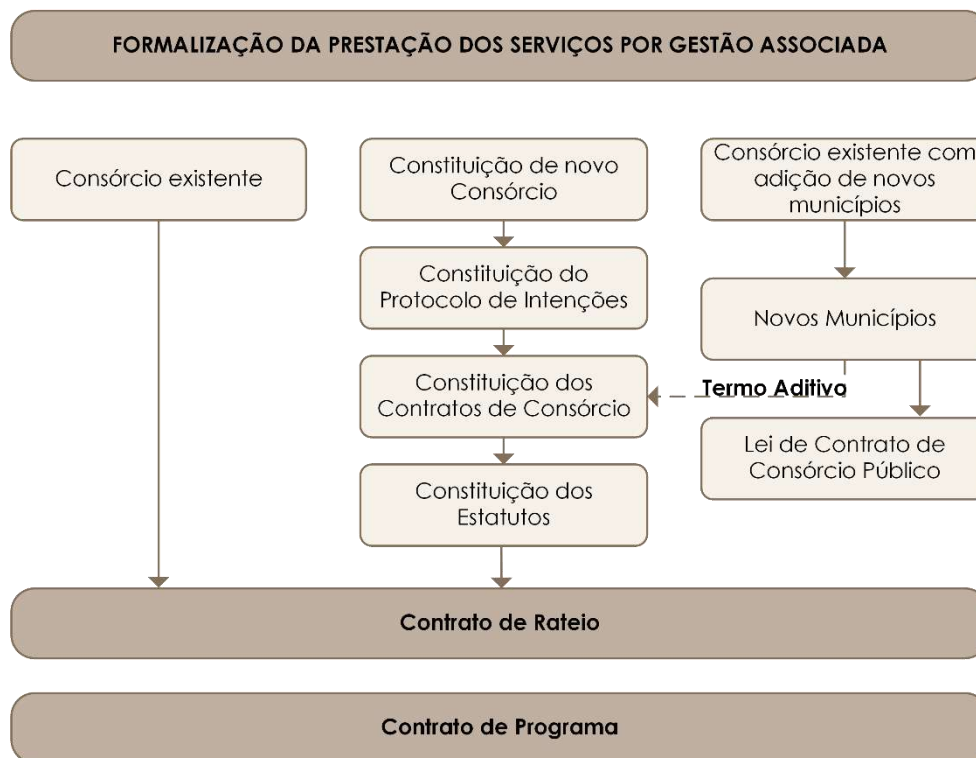 FORMALIZAÇÃO DA PRESTAÇÃO DOS SERVIÇOS POR GESTÃO ASSOCIADA
Consórcio existente
Constituição de novo
Consórcio
Consórcio existente com
adição de novos
municípios
Constituição do
Protocolo de Intenções
Novos Municípios
Constituição dos
Contratos de Consórcio
Termo Aditivo
Lei de Contrato de
Consórcio Público
Constituição dos
Estatutos
Contrato de Rateio
Contrato de Programa